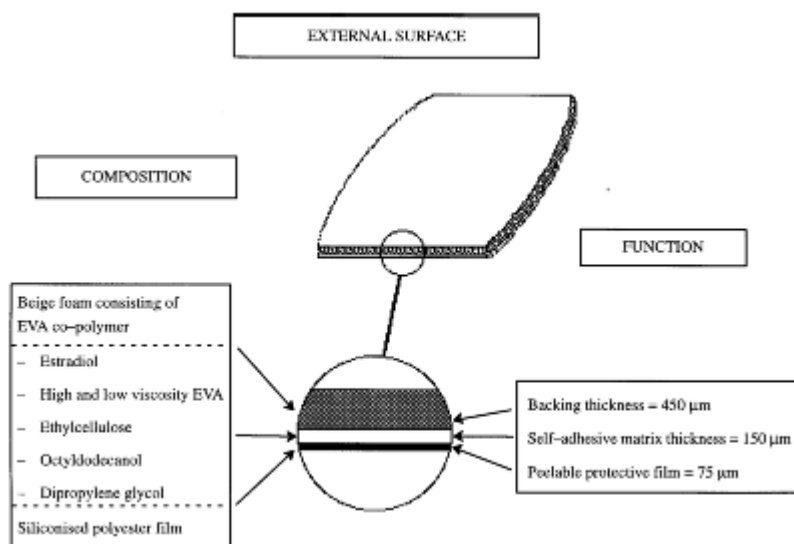 EXTERNAL SURFACE
COMPOSITION
FUNCTION
Beige foam consisting of
EVA co-polymer
- Estradiol
- High and low viscosity EVA
- Ethylcellulose
- Octyldodecanol
- Dipropylene glycol
Siliconised polyester film
Backing thickness = 450 µm
Self-adhesive matrix thickness = 150 µm
Peelable protective film = 75 µm